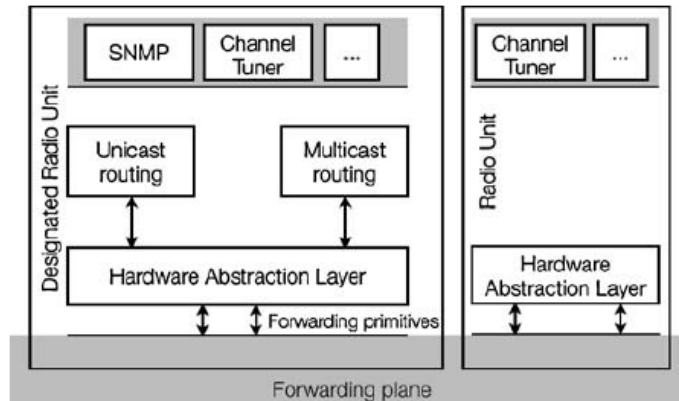 SNMP
Channel
Tuner
...
Designated Radio Unit
Unicast
routing
Multicast
routing
Hardware Abstraction Layer
Forwarding primitives
Channel
Tuner
...
Radio Unit
Hardware
Abstraction Layer
Forwarding plane